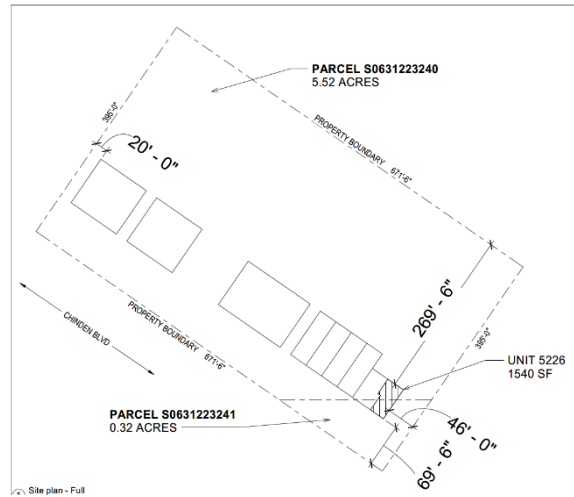 PARCEL S0631223240
5.52 ACRES
395'-0"
20' - 0"
PROPERTY BOUNDARY 671'-6"
269' - 6"
395'-0"
CHINDEN BLVD
PROPERTY BOUNDARY 671'-6"
UNIT 5226
1540 SF
PARCEL S0631223241
0.32 ACRES
46' - 0"
69' - 6"
1 Site plan - Full